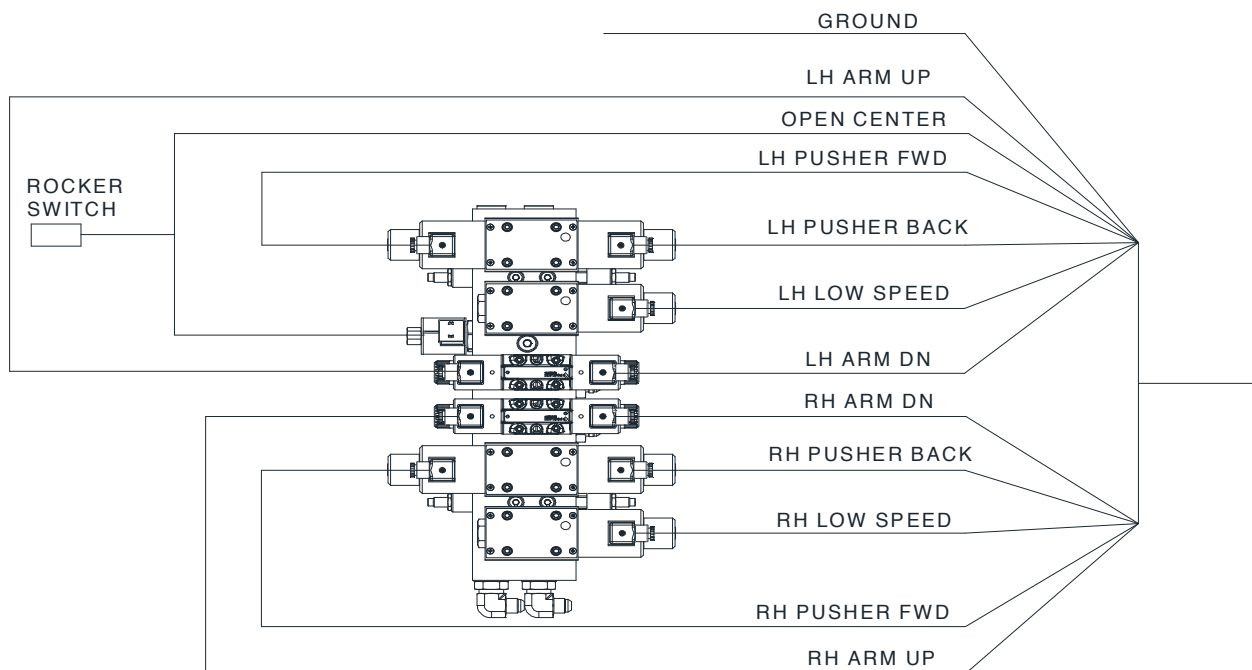 GROUND
LH ARM UP
OPEN CENTER
LH PUSHER FWD
ROCKER
SWITCH
LH PUSHER BACK
LH LOW SPEED
LH ARM DN
RH ARM DN
RH PUSHER BACK
RH LOW SPEED
RH PUSHER FWD
RH ARM UP